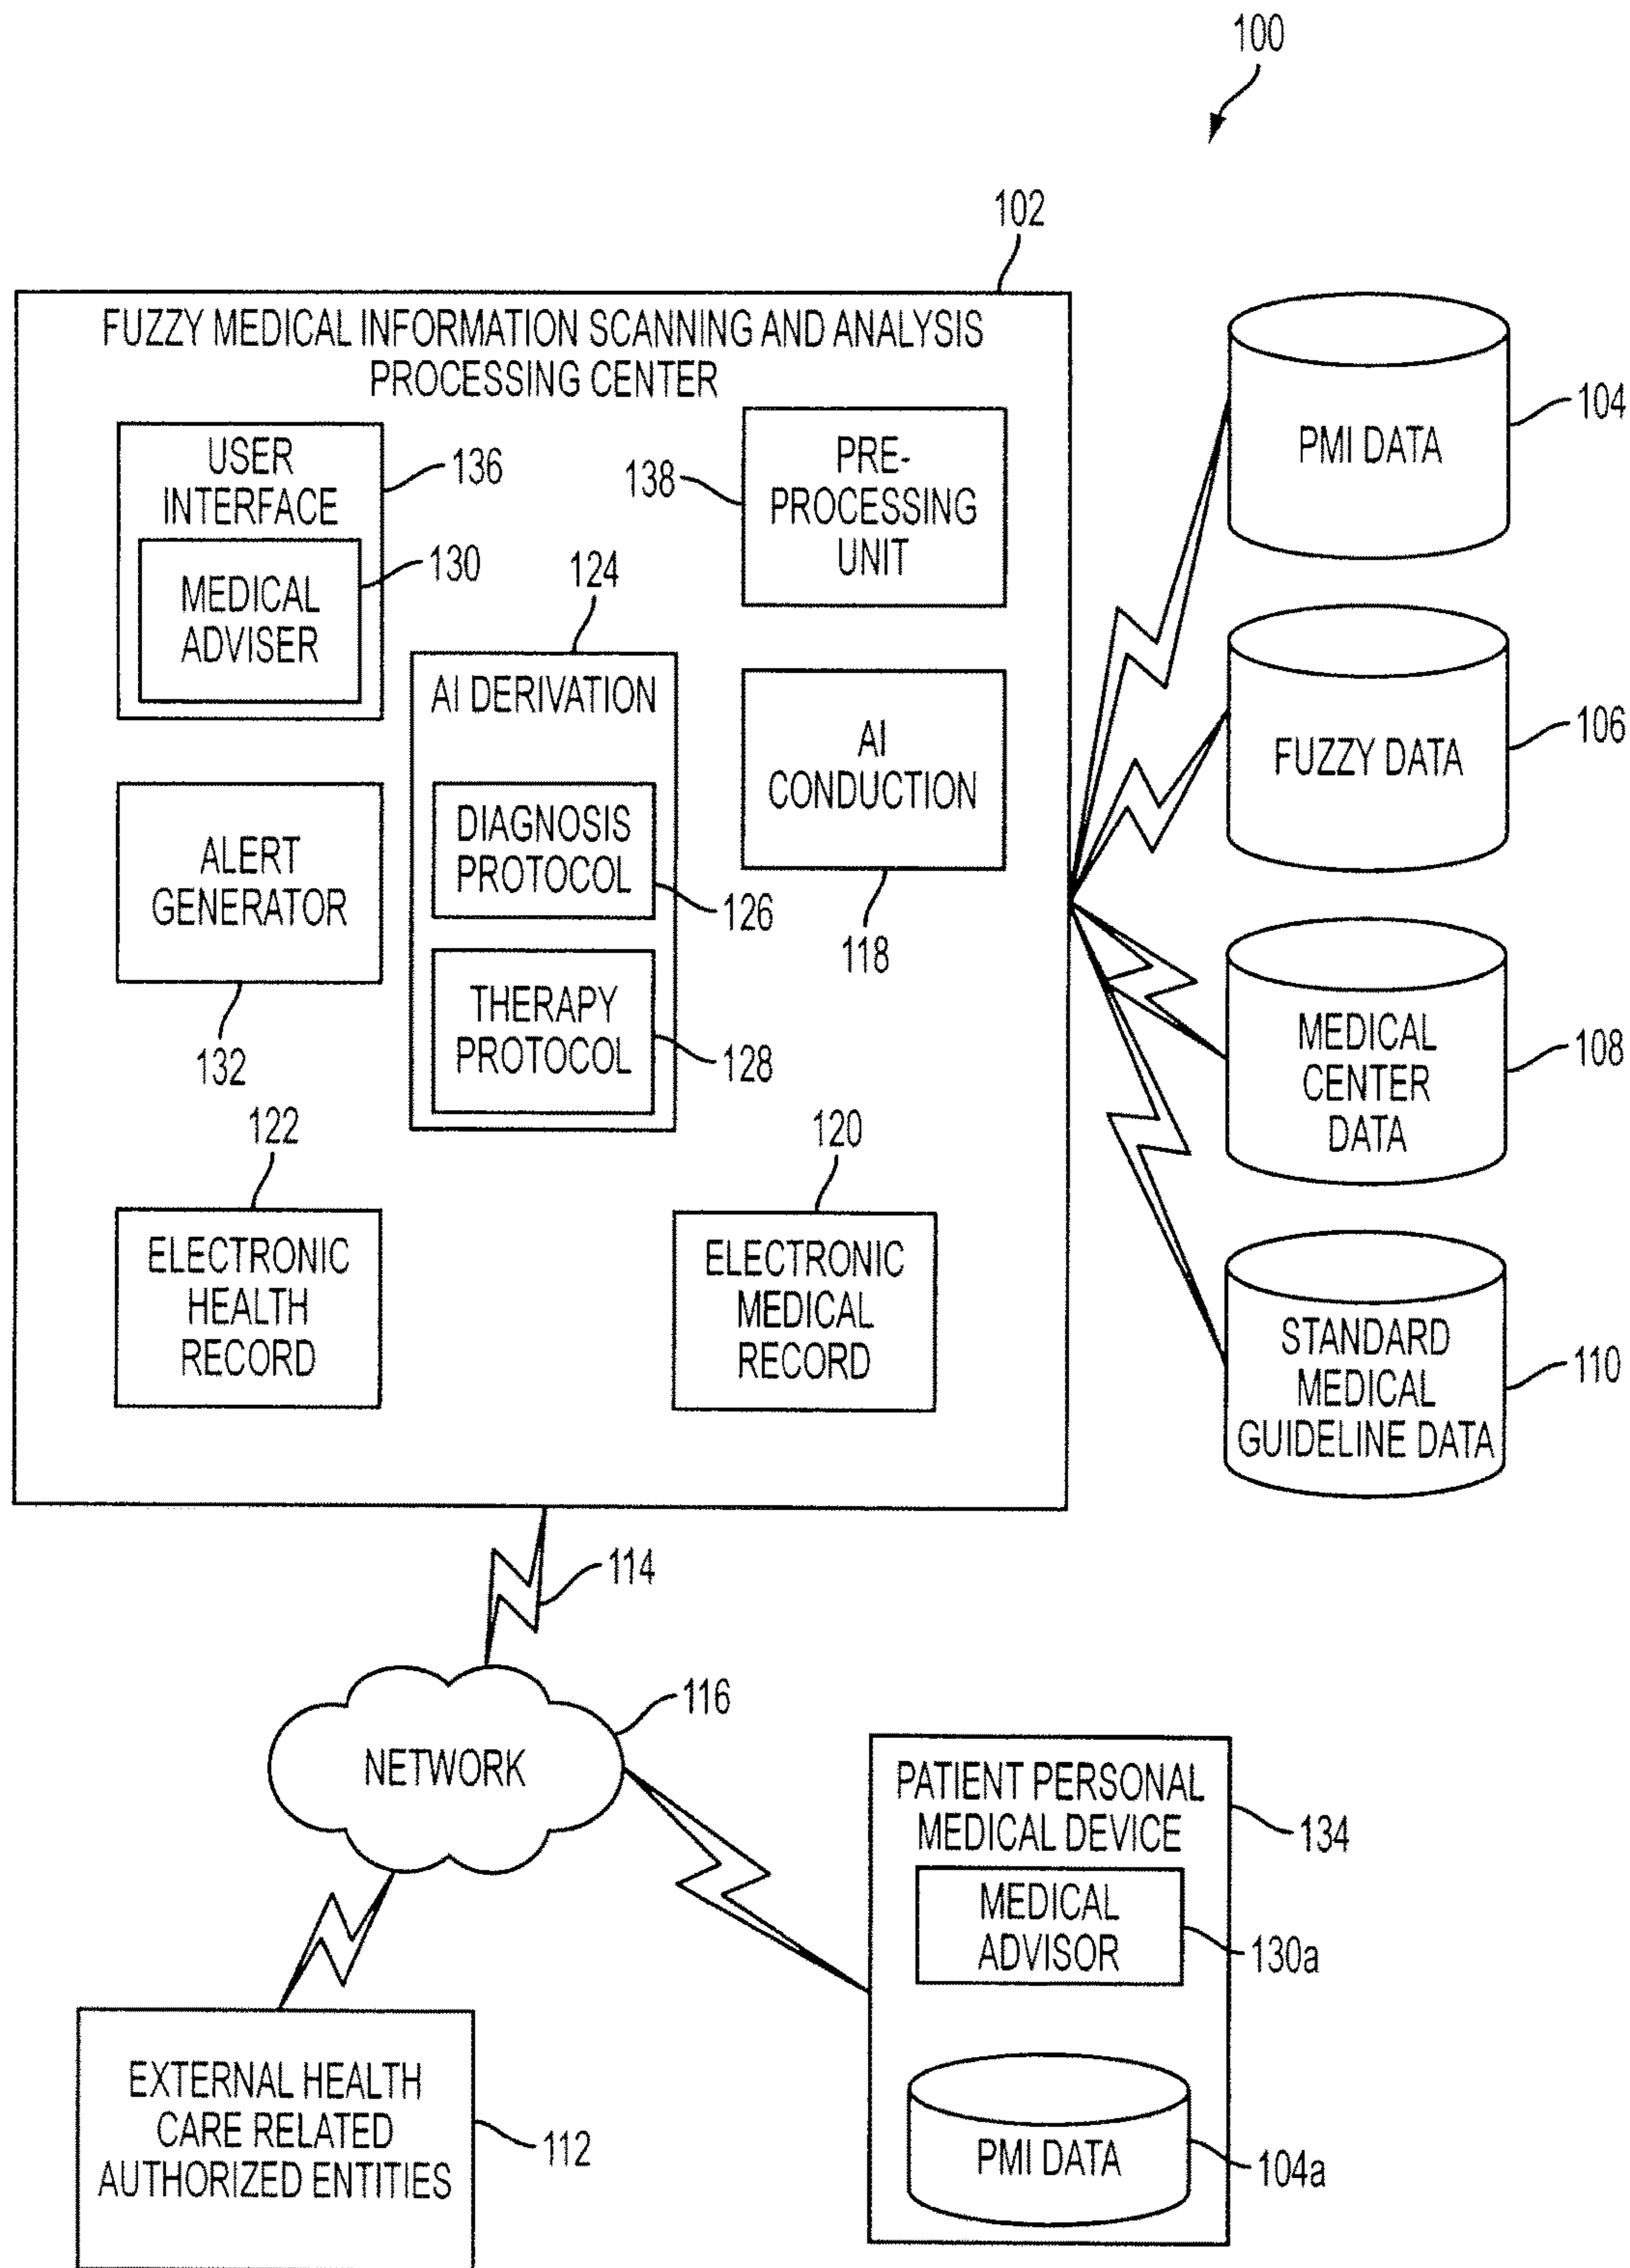 100
102
FUZZY MEDICAL INFORMATION SCANNING AND ANALYSIS
PROCESSING CENTER
USER
INTERFACE
136
MEDICAL
ADVISER
130
138
PRE-
PROCESSING
UNIT
124
AI DERIVATION
DIAGNOSIS
PROTOCOL
126
THERAPY
PROTOCOL
128
AI
CONDUCTION
118
ALERT
GENERATOR
132
122
ELECTRONIC
HEALTH
RECORD
120
ELECTRONIC
MEDICAL
RECORD
PMI DATA
104
FUZZY DATA
106
MEDICAL
CENTER
DATA
108
STANDARD
MEDICAL
GUIDELINE DATA
110
114
NETWORK
116
PATIENT PERSONAL
MEDICAL DEVICE
134
MEDICAL
ADVISOR
130a
PMI DATA
104a
EXTERNAL HEALTH
CARE RELATED
AUTHORIZED ENTITIES
112